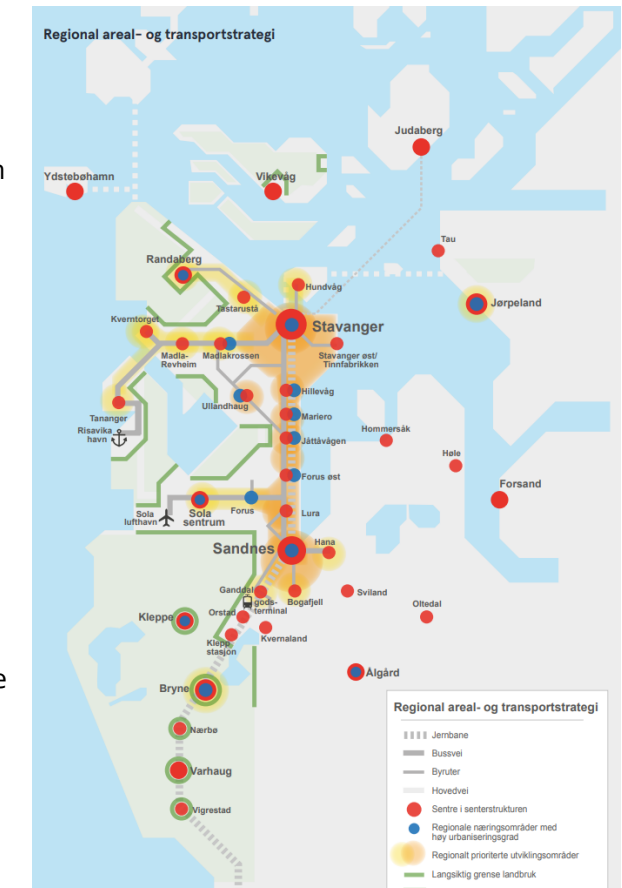 Regional areal- og transportstrategi
Judaberg
Ydstebøhamn
Vikevåg
Tau
Randaberg
Hundvåg
Jørpeland
Tastarustå
Kverntorget
Stavanger
Madla-
Revheim
Madlakrossen
Stavanger øst/
Tinnfabrikken
Hillevåg
Ullandhaug
Mariero
Tananger
Hommersåk
Risavika
havn
Jåttåvågen
Høle
Forus øst
Forsand
Sola
lufthavn
Sola
sentrum
Forus
Lura
Sandnes
Hana
Ganddal
gods-
terminal
Bogafjell
Sviland
Orstad
Kleppe
Kvernaland
Oltedal
Klepp
stasjon
Ålgård
Bryne
Nærbø
Varhaug
Vigrestad
Regional areal- og transportstrategi
Jernbane
Bussvei
Byruter
Hovedvei
Sentre i senterstrukturen
Regionale næringsområder med
høy urbaniseringsgrad
Regionalt prioriterte utviklingsområder
Langsiktig grense landbruk